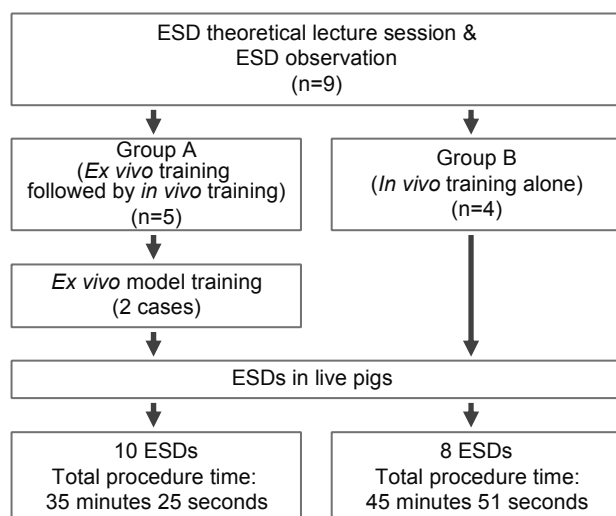 ESD theoretical lecture session &
ESD observation
(n=9)
Group A
(Ex vivo training
followed by in vivo training)
(n=5)
Group B
(In vivo training alone)
(n=4)
Ex vivo model training
(2 cases)
ESDs in live pigs
10 ESDs
Total procedure time:
35 minutes 25 seconds
8 ESDs
Total procedure time:
45 minutes 51 seconds